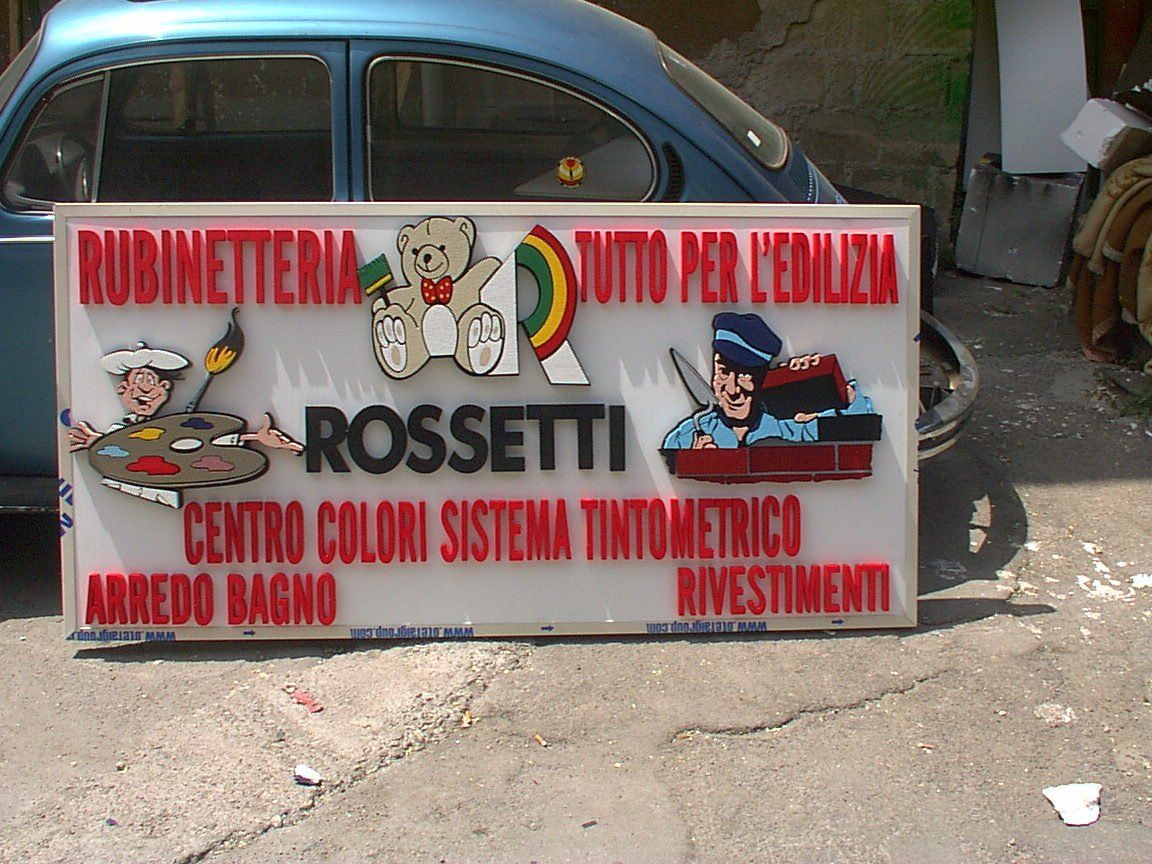 RUBINETTERIA
R
TUTTO PER L'EDILIZIA
ROSSETTI
CENTRO COLORI SISTEMA TINTOMETRICO
ARREDO BAGNO
RIVESTIMENTI